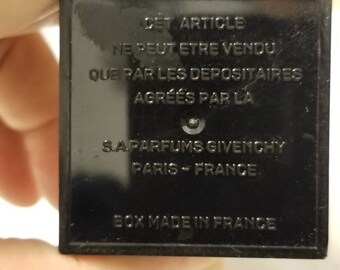 CET ARTICLE
NE PEUT ETRE VENDU
QUE PAR LES DEPOSITAIRES
AGRÉÉS PAR LA
S.A PARFUMS GIVENCHY
PARIS - FRANCE
BOX MADE IN FRANCE